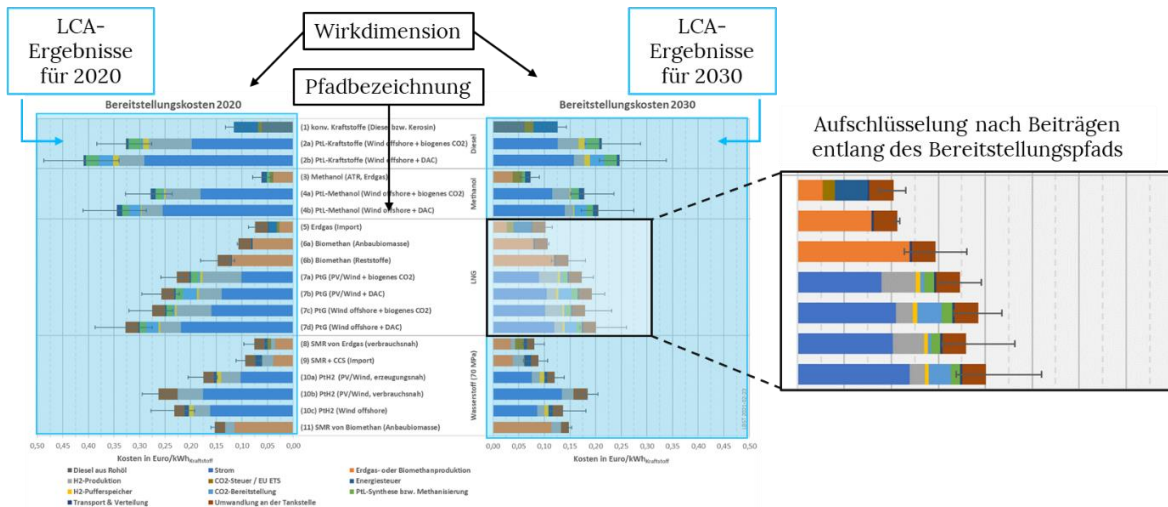 LCA-
Ergebnisse
für 2020
Wirkdimension
LCA-
Ergebnisse
für 2030
Pfadbezeichnung
Bereitstellungskosten 2020
Bereitstellungskosten 2030
Aufschlüsselung nach Beiträgen
entlang des Bereitstellungspfads
(1) konv. Kraftstoffe (Diesel bzw. Kerosin)
(2a) PtL-Kraftstoffe (Wind offshore + biogenes CO2)
(2b) PtL-Kraftstoffe (Wind offshore + DAC)
Diesel
(3) Methanol (ATR, Erdgas)
(4a) PtL-Methanol (Wind offshore + biogenes CO2)
(4b) PtL-Methanol (Wind offshore + DAC)
Methanol
(5) Erdgas (Import)
(6a) Biomethan (Anbaubiomasse)
(6b) Biomethan (Reststoffe)
(7a) PtG (PV/Wind + biogenes CO2)
(7b) PtG (PV/Wind + DAC)
(7c) PtG (Wind offshore + biogenes CO2)
(7d) PtG (Wind offshore + DAC)
LNG
(8) SMR von Erdgas (verbrauchsnah)
(9) SMR + CCS (Import)
(10a) PtH2 (PV/Wind, erzeugungsnah)
(10b) PtH2 (PV/Wind, verbrauchsnah)
(10c) PtH2 (Wind offshore)
(11) SMR von Biomethan (Anbaubiomasse)
Wasserstoff (70 MPa)
0,50 0,45 0,40 0,35 0,30 0,25 0,20 0,15 0,10 0,05 0,00
0,00 0,05 0,10 0,15 0,20 0,25 0,30 0,35 0,40 0,45 0,50
Kosten in Euro/kWhKraftstoff
Kosten in Euro/kWhKraftstoff
Diesel aus Rohöl
Strom
Erdgas- oder Biomethanproduktion
H2-Produktion
CO2-Steuer / EU ETS
Energiesteuer
H2-Pufferspeicher
CO2-Bereitstellung
PtL-Synthese bzw. Methanisierung
Transport & Verteilung
Umwandlung an der Tankstelle